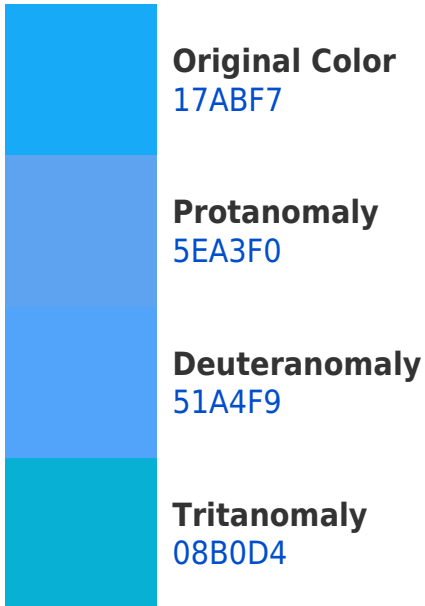 Original Color
17ABF7
Protanomaly
5EA3F0
Deuteranomaly
51A4F9
Tritanomaly
08B0D4